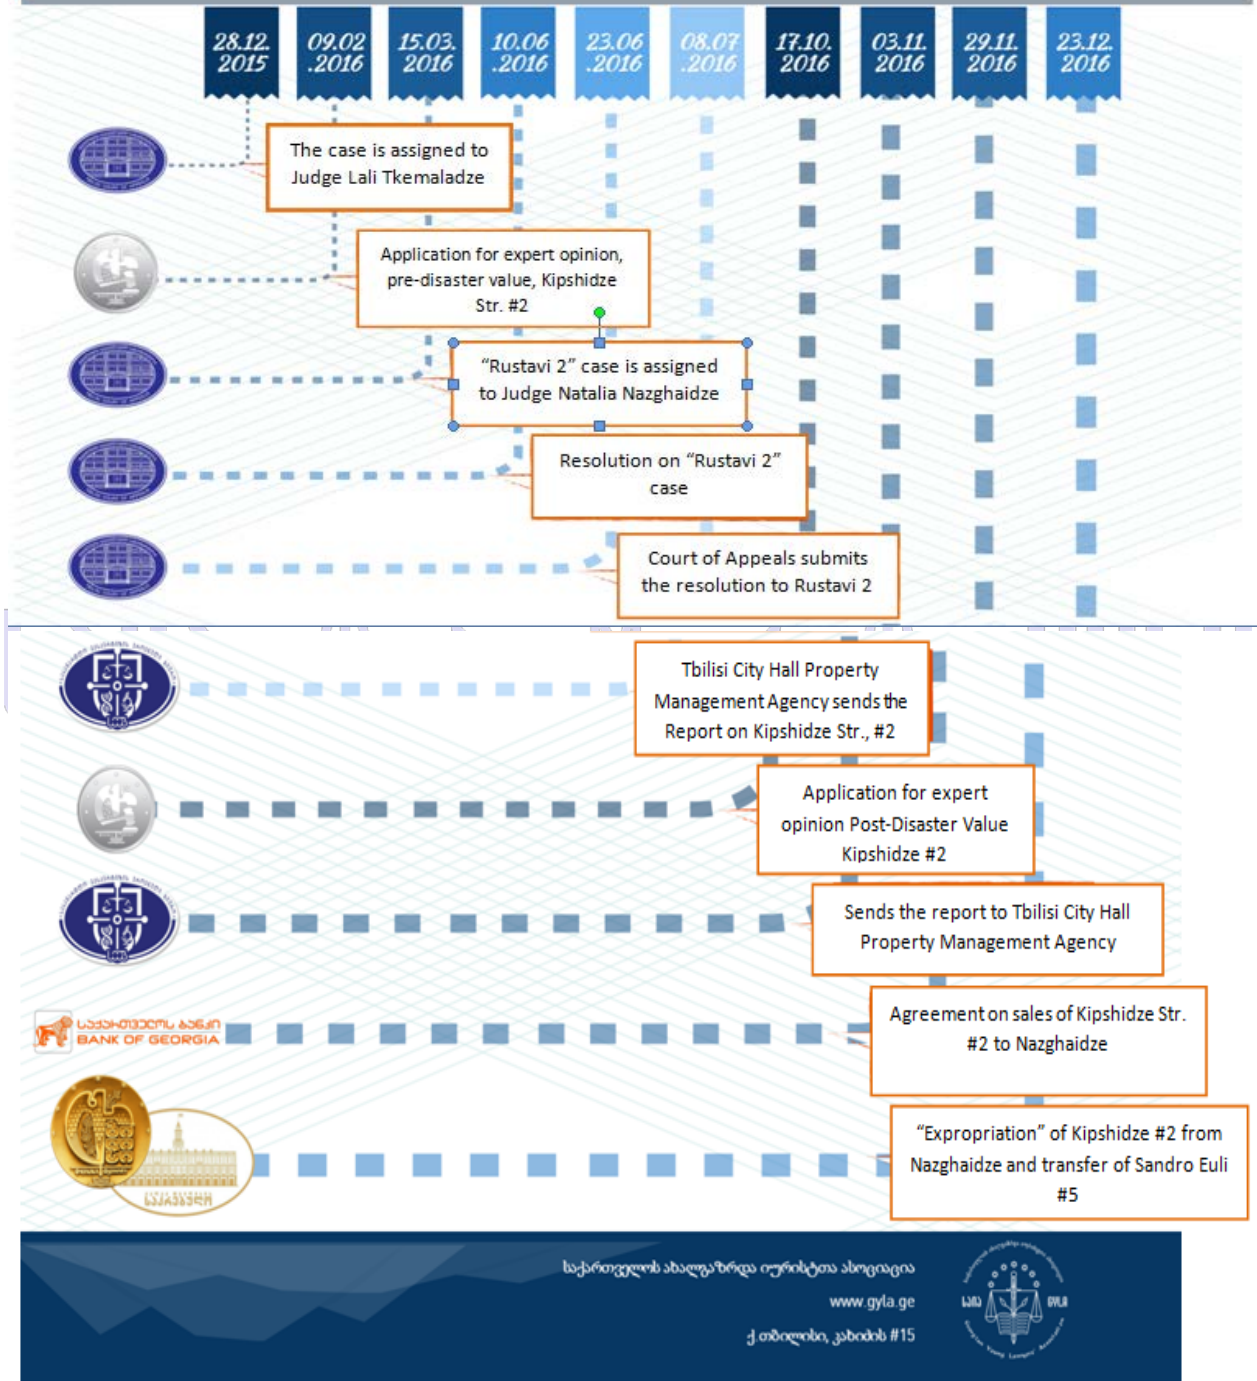 28.12.
2015
09.02
.2016
15.03.
2016
10.06
.2016
23.06
.2016
08.07
.2016
17.10.
2016
03.11.
2016
29.11.
2016
23.12.
2016
The case is assigned to
Judge Lali Tkemaladze
Application for expert opinion,
pre-disaster value, Kipshidze
Str. #2
“Rustavi 2” case is assigned
to Judge Natalia Nazghaidze
Resolution on “Rustavi 2”
case
Court of Appeals submits
the resolution to Rustavi 2
Tbilisi City Hall Property
Management Agency sends the
Report on Kipshidze Str., #2
Application for expert
opinion Post-Disaster Value
Kipshidze #2
Sends the report to Tbilisi City Hall
Property Management Agency
ᲡᲐᲥᲐᲠᲗᲕᲔᲚᲝᲡ ᲑᲐᲜᲙᲘ
BANK OF GEORGIA
Agreement on sales of Kipshidze Str.
#2 to Nazghaidze
“Expropriation” of Kipshidze #2 from
Nazghaidze and transfer of Sandro Euli
#5
საქართველოს ახალგაზრდა იურისტთა ასოციაცია
www.gyla.ge
ქ.თბილისი, კახიძის #15
საია GYLA